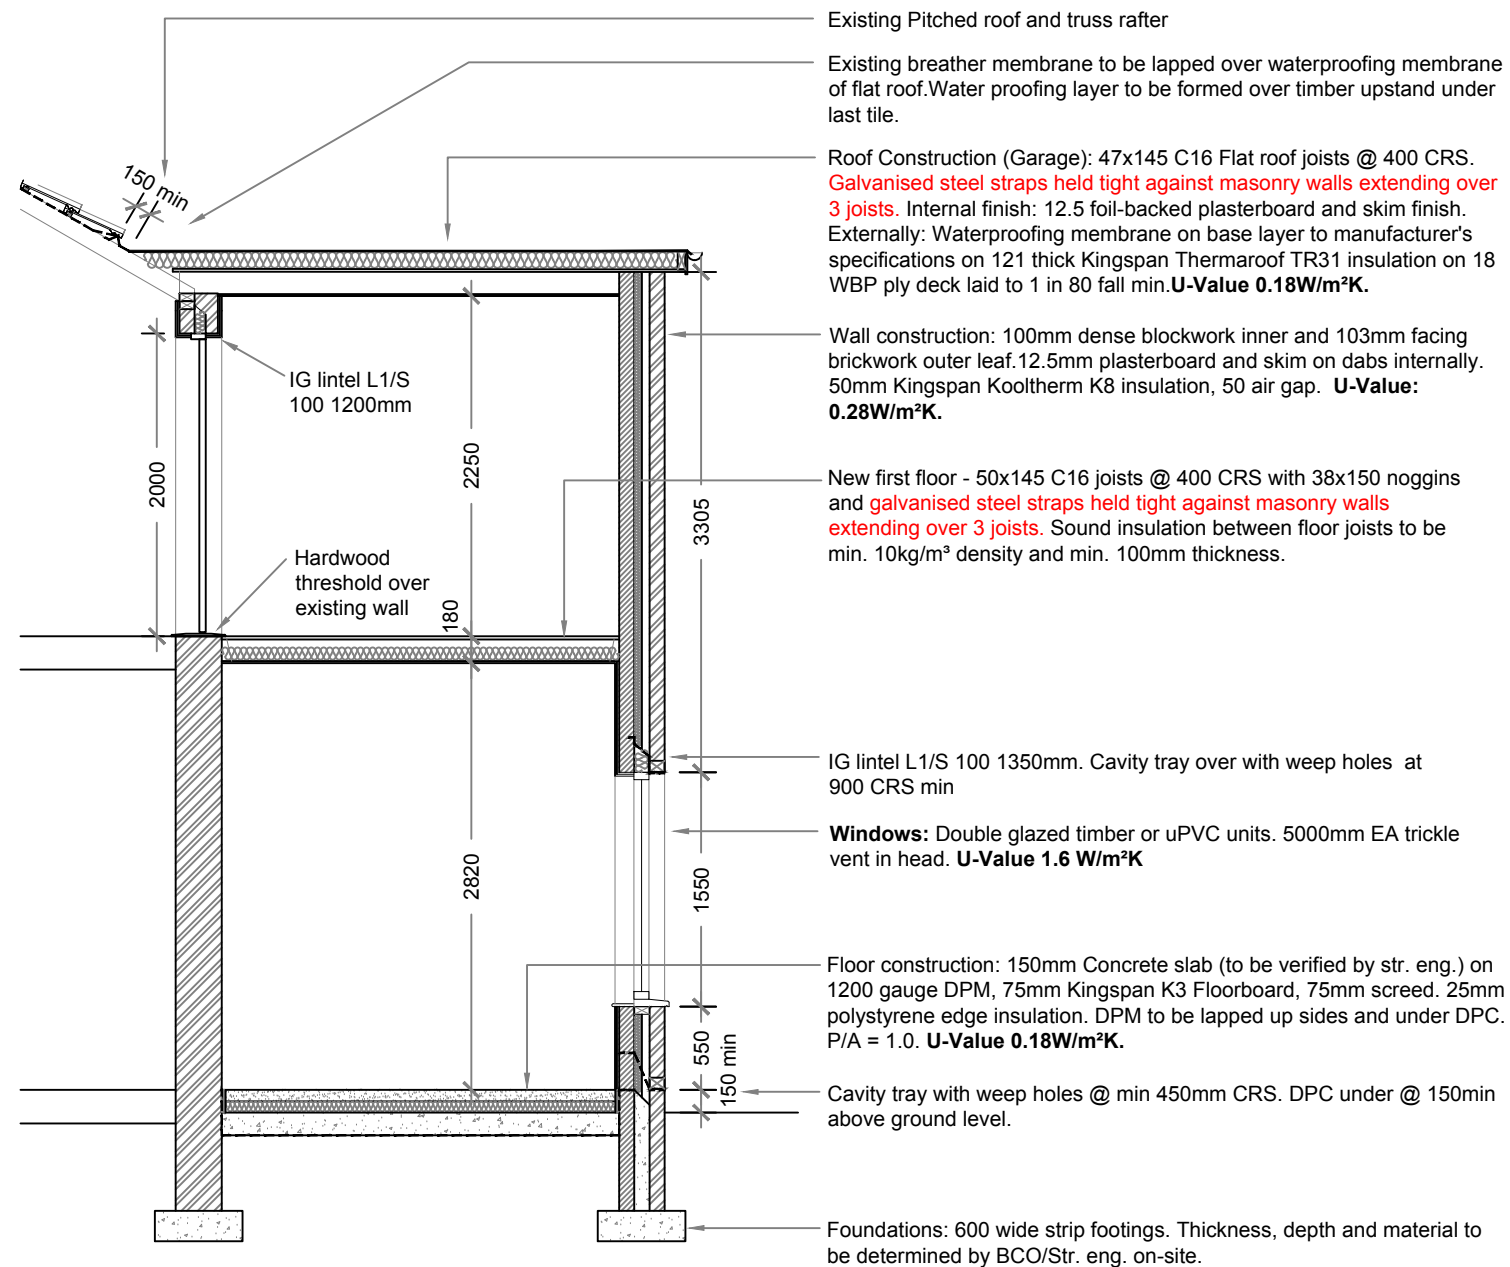 Existing Pitched roof and truss rafter
Existing breather membrane to be lapped over waterproofing membrane
of flat roof.Water proofing layer to be formed over timber upstand under
last tile.
150 min
Roof Construction (Garage): 47x145 C16 Flat roof joists @ 400 CRS.
Galvanised steel straps held tight against masonry walls extending over
3 joists. Internal finish: 12.5 foil-backed plasterboard and skim finish.
Externally: Waterproofing membrane on base layer to manufacturer's
specifications on 121 thick Kingspan Thermaroof TR31 insulation on 18
WBP ply deck laid to 1 in 80 fall min.U-Value 0.18W/m²K.
Wall construction: 100mm dense blockwork inner and 103mm facing
brickwork outer leaf.12.5mm plasterboard and skim on dabs internally.
50mm Kingspan Kooltherm K8 insulation, 50 air gap.  U-Value:
0.28W/m²K.
IG lintel L1/S
100 1200mm
2000
2250
3305
New first floor - 50x145 C16 joists @ 400 CRS with 38x150 noggins
and galvanised steel straps held tight against masonry walls
extending over 3 joists. Sound insulation between floor joists to be
min. 10kg/m³ density and min. 100mm thickness.
Hardwood
threshold over
existing wall
180
IG lintel L1/S 100 1350mm. Cavity tray over with weep holes  at
900 CRS min
Windows: Double glazed timber or uPVC units. 5000mm EA trickle
vent in head. U-Value 1.6 W/m²K
2820
1550
Floor construction: 150mm Concrete slab (to be verified by str. eng.) on
1200 gauge DPM, 75mm Kingspan K3 Floorboard, 75mm screed. 25mm
polystyrene edge insulation. DPM to be lapped up sides and under DPC.
P/A = 1.0. U-Value 0.18W/m²K.
550
150 min
Cavity tray with weep holes @ min 450mm CRS. DPC under @ 150min
above ground level.
Foundations: 600 wide strip footings. Thickness, depth and material to
be determined by BCO/Str. eng. on-site.